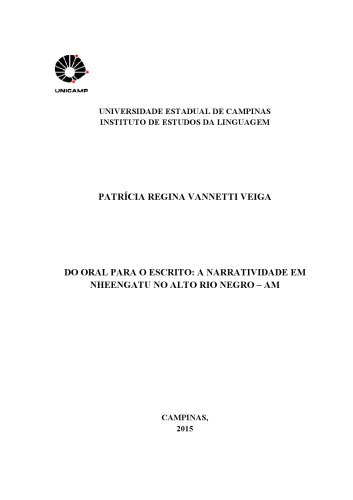 UNICAMP
UNIVERSIDADE ESTADUAL DE CAMPINAS
INSTITUTO DE ESTUDOS DA LINGUAGEM
PATRÍCIA REGINA VANNETTI VEIGA
DO ORAL PARA O ESCRITO: A NARRATIVIDADE EM
NHEENGATU NO ALTO RIO NEGRO – AM
CAMPINAS,
2015